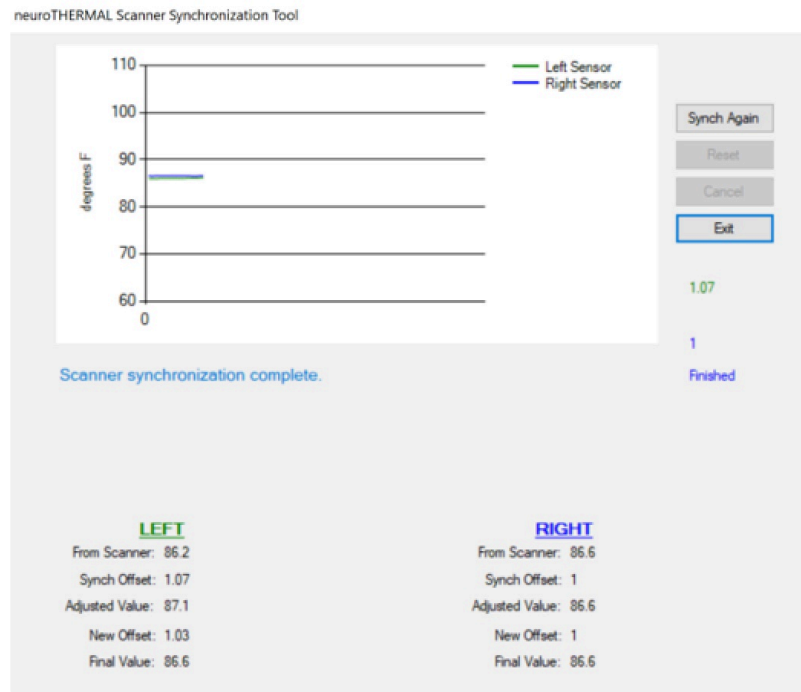 neuroTHERMAL Scanner Synchronization Tool
110
100
90
80
70
60
0
degrees F
Left Sensor
Right Sensor
Synch Again
Reset
Cancel
Exit
1.07
1
Finished
Scanner synchronization complete.
LEFT
From Scanner: 86.2
Synch Offset: 1.07
Adjusted Value: 87.1
New Offset: 1.03
Final Value: 86.6
RIGHT
From Scanner: 86.6
Synch Offset: 1
Adjusted Value: 86.6
New Offset: 1
Final Value: 86.6